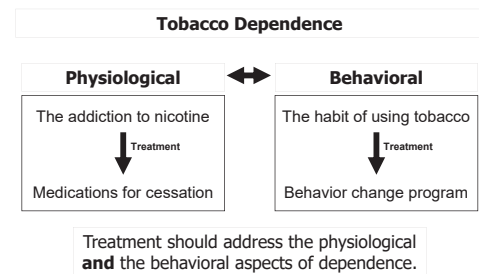 Tobacco Dependence
Physiological
Behavioral
The addiction to nicotine
Treatment
Medications for cessation
The habit of using tobacco
Treatment
Behavior change program
Treatment should address the physiological
and the behavioral aspects of dependence.